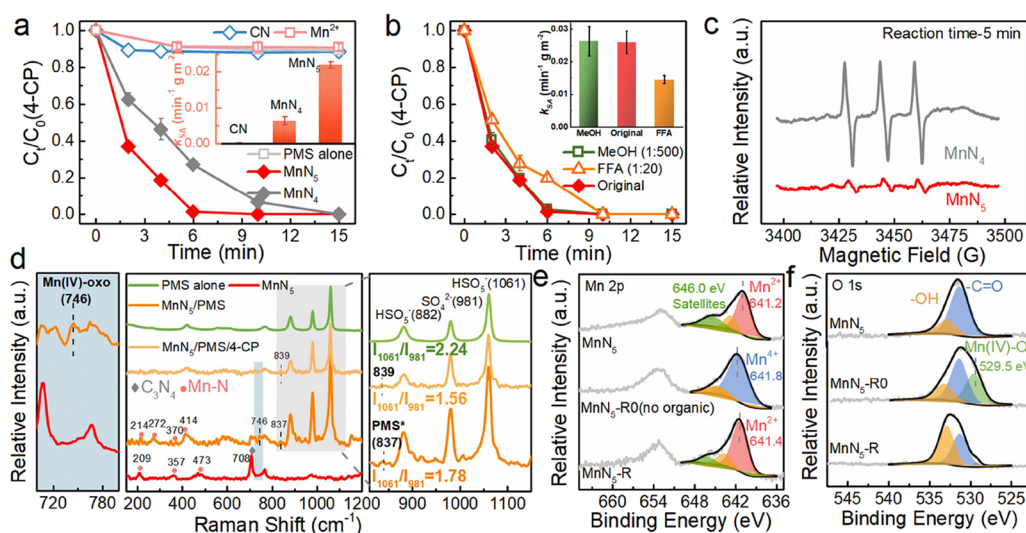 a
C_t/C_0 (4-CP)
1.0
0.8
0.6
0.4
0.2
0.0
CN
Mn²⁺
k_SA (min⁻¹ g m⁻²)
0.02
0.01
0.00
CN
MnN₄
MnN₅
PMS alone
MnN₅
MnN₄
0 3 6 9 12 15
Time (min)
b
C_t/C_0 (4-CP)
1.0
0.8
0.6
0.4
0.2
0.0
k_SA (min⁻¹ g m⁻²)
0.03
0.02
0.01
0.00
MeOH Original FFA
MeOH (1:500)
FFA (1:20)
Original
0 3 6 9 12 15
Time (min)
c
Relative Intensity (a.u.)
Reaction time-5 min
MnN₄
MnN₅
3400 3450 3500
Magnetic Field (G)
d
Relative Intensity (a.u.)
Mn(IV)-oxo
(746)
720 780
PMS alone
MnN₅
MnN₅/PMS
MnN₅/PMS/4-CP
839
C₃N₄
Mn-N
214 272 370 414
746 837
209 357 473 708
200 400 600 800 1000 1200
Raman Shift (cm⁻¹)
HSO₅⁻(1061)
SO₄²⁻(981)
HSO₅⁻(882)
I₁₀₆₁/I₉₈₁=2.24
839
I₁₀₆₁/I₉₈₁=1.56
PMS*
(837)
I₁₀₆₁/I₉₈₁=1.78
900 1000 1100
e
Relative Intensity (a.u.)
Mn 2p
646.0 eV
Satellites
Mn²⁺
641.2
MnN₅
Mn⁴⁺
641.8
MnN₅-R0(no organic)
Mn²⁺
641.4
MnN₅-R
660 654 648 642 636
Binding Energy (eV)
f
Relative Intensity (a.u.)
O 1s
-OH
-C=O
MnN₅
Mn(IV)-O
529.5 eV
MnN₅-R0
MnN₅-R
545 540 535 530 525
Binding Energy (eV)